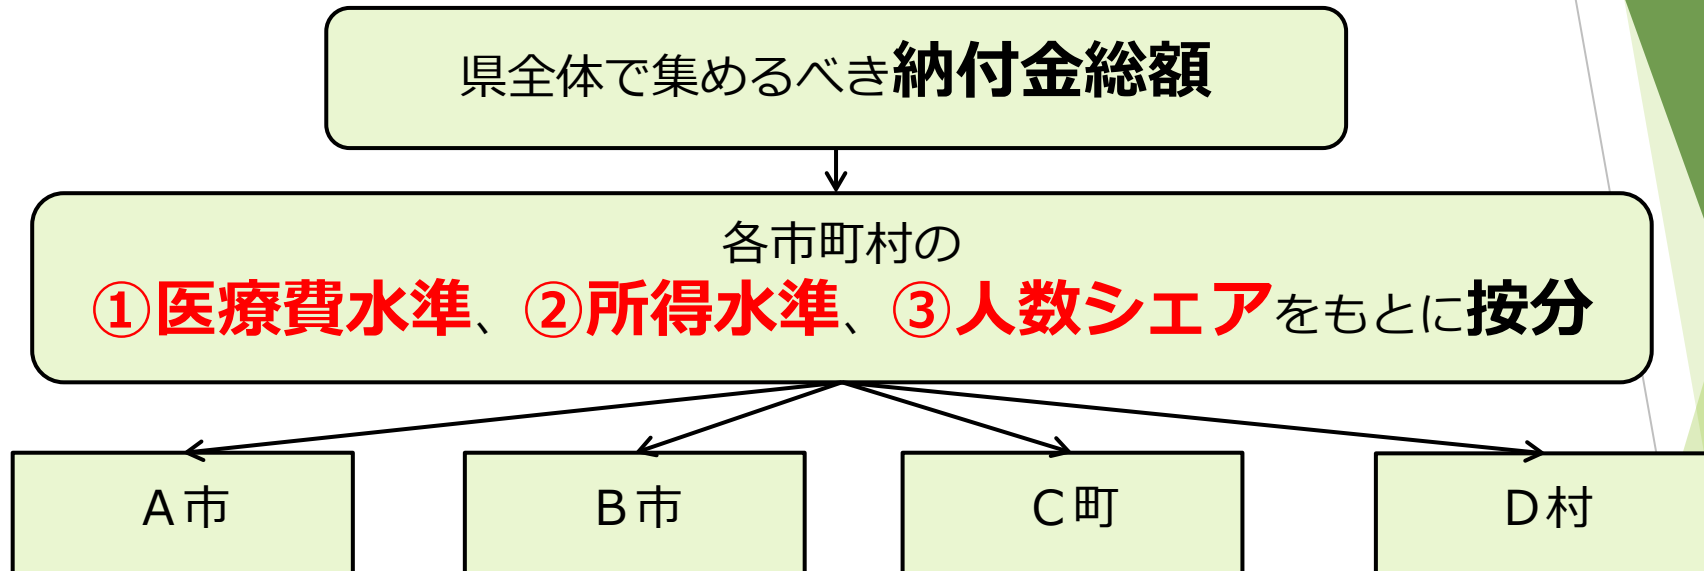 県全体で集めるべき納付金総額
各市町村の
①医療費水準、②所得水準、③人数シェアをもとに按分
A市
B市
C町
D村